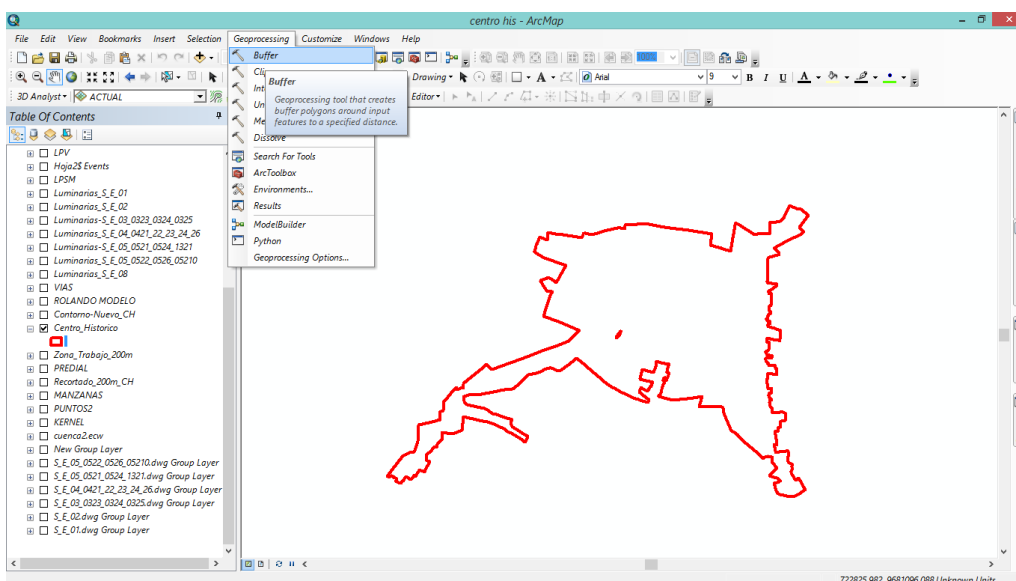 centro his - ArcMap
File Edit View Bookmarks Insert Selection Geoprocessing Customize Windows Help
Buffer
Buffer
Geoprocessing tool that creates
buffer polygons around input
features to a specified distance.
Dissolve
Search For Tools
ArcToolbox
Environments...
Results
ModelBuilder
Python
Geoprocessing Options...
100%
Drawing
A
Arial
9
B I U A
3D Analyst
ACTUAL
Editor
Table Of Contents
LPV
Hoja2$ Events
LPSM
Luminarias_S_E_01
Luminarias_S_E_02
Luminarias-S_E_03_0323_0324_0325
Luminarias_S_E_04_0421_22_23_24_26
Luminarias-S_E_05_0521_0524_1321
Luminarias_S_E_05_0522_0526_05210
Luminarias_S_E_08
VIAS
ROLANDO MODELO
Contorno-Nuevo_CH
Centro_Historico
Zona_Trabajo_200m
PREDIAL
Recortado_200m_CH
MANZANAS
PUNTOS2
KERNEL
cuenca2.ecw
New Group Layer
S_E_05_0522_0526_05210.dwg Group Layer
S_E_05_0521_0524_1321.dwg Group Layer
S_E_04_0421_22_23_24_26.dwg Group Layer
S_E_03_0323_0324_0325.dwg Group Layer
S_E_02.dwg Group Layer
S_E_01.dwg Group Layer
722825,982 9681096,088 Unknown Units